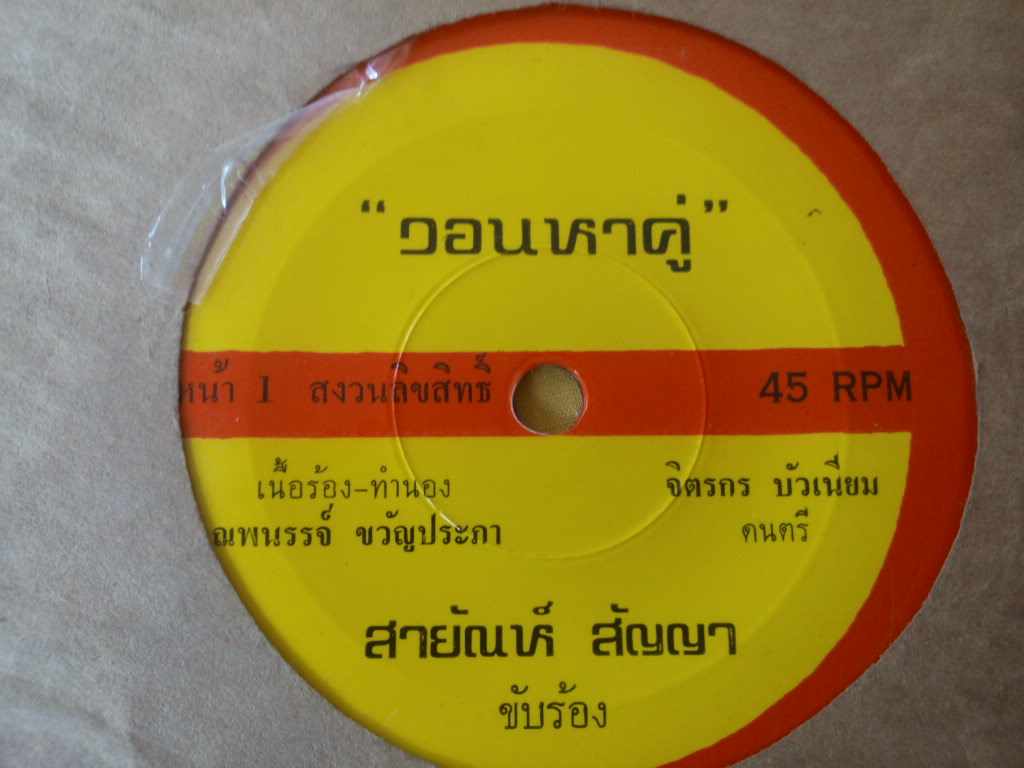 “วอนหาคู่”
หน้า 1 สงวนลิขสิทธิ์ 45 RPM
เนื้อร้อง-ทำนอง
ณพนรรจ์ ขวัญประภา
จิตรกร บัวเนียม
ดนตรี
สายัณห์ สัญญา
ขับร้อง